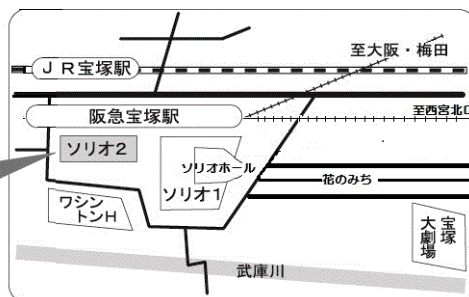 至大阪・梅田
JR宝塚駅
阪急宝塚駅
至西宮北口
ソリオ2
ソリオホール
ソリオ1
花のみち
ワシン
トンH
宝塚
大劇場
武庫川